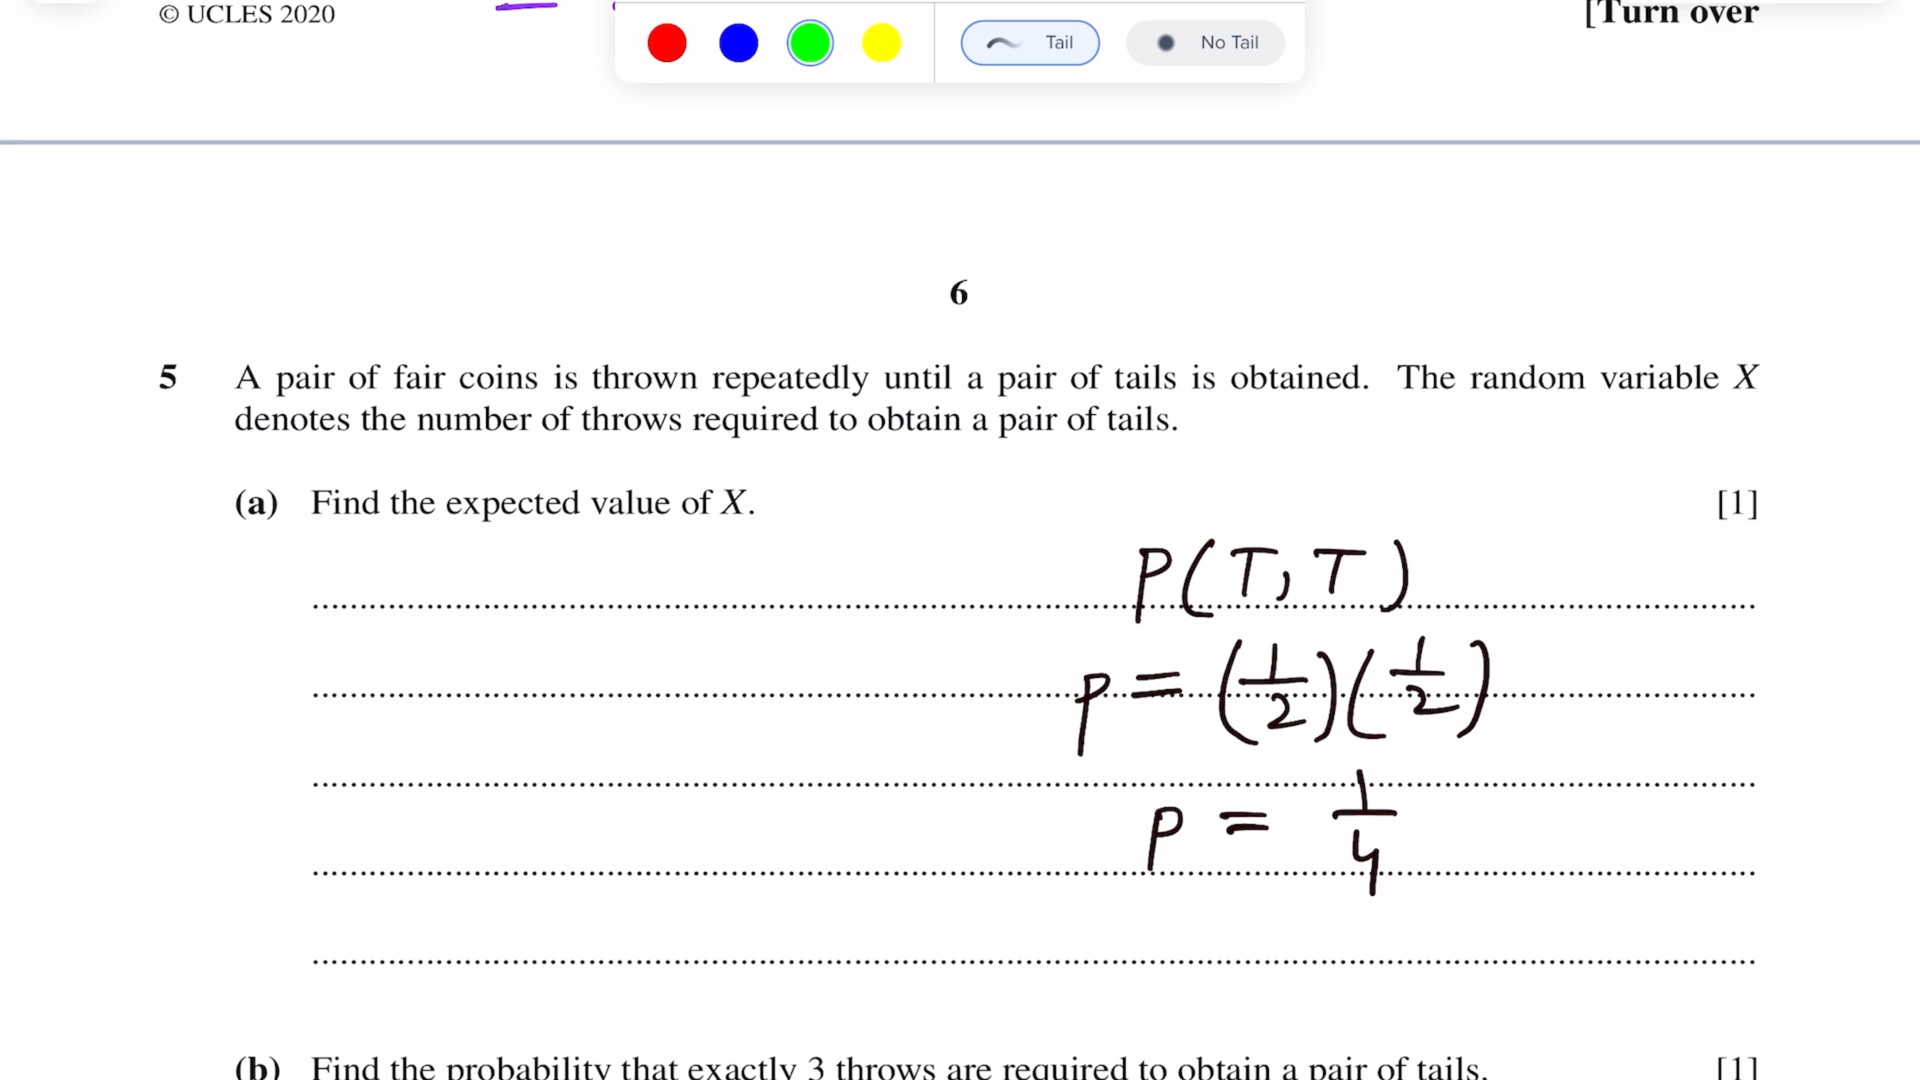 © UCLES 2020
[Turn over
Tail
No Tail
6
5 A pair of fair coins is thrown repeatedly until a pair of tails is obtained. The random variable X
denotes the number of throws required to obtain a pair of tails.
(a) Find the expected value of X. [1]
P(T, T)
P = (1/2)(1/2)
P = 1/4
(b) Find the probability that exactly 3 throws are required to obtain a pair of tails. [1]